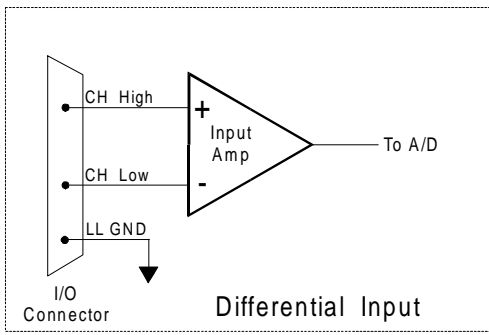 CH High
+
Input
Amp
To A/D
CH Low
-
LL GND
I/O
Connector
Differential Input